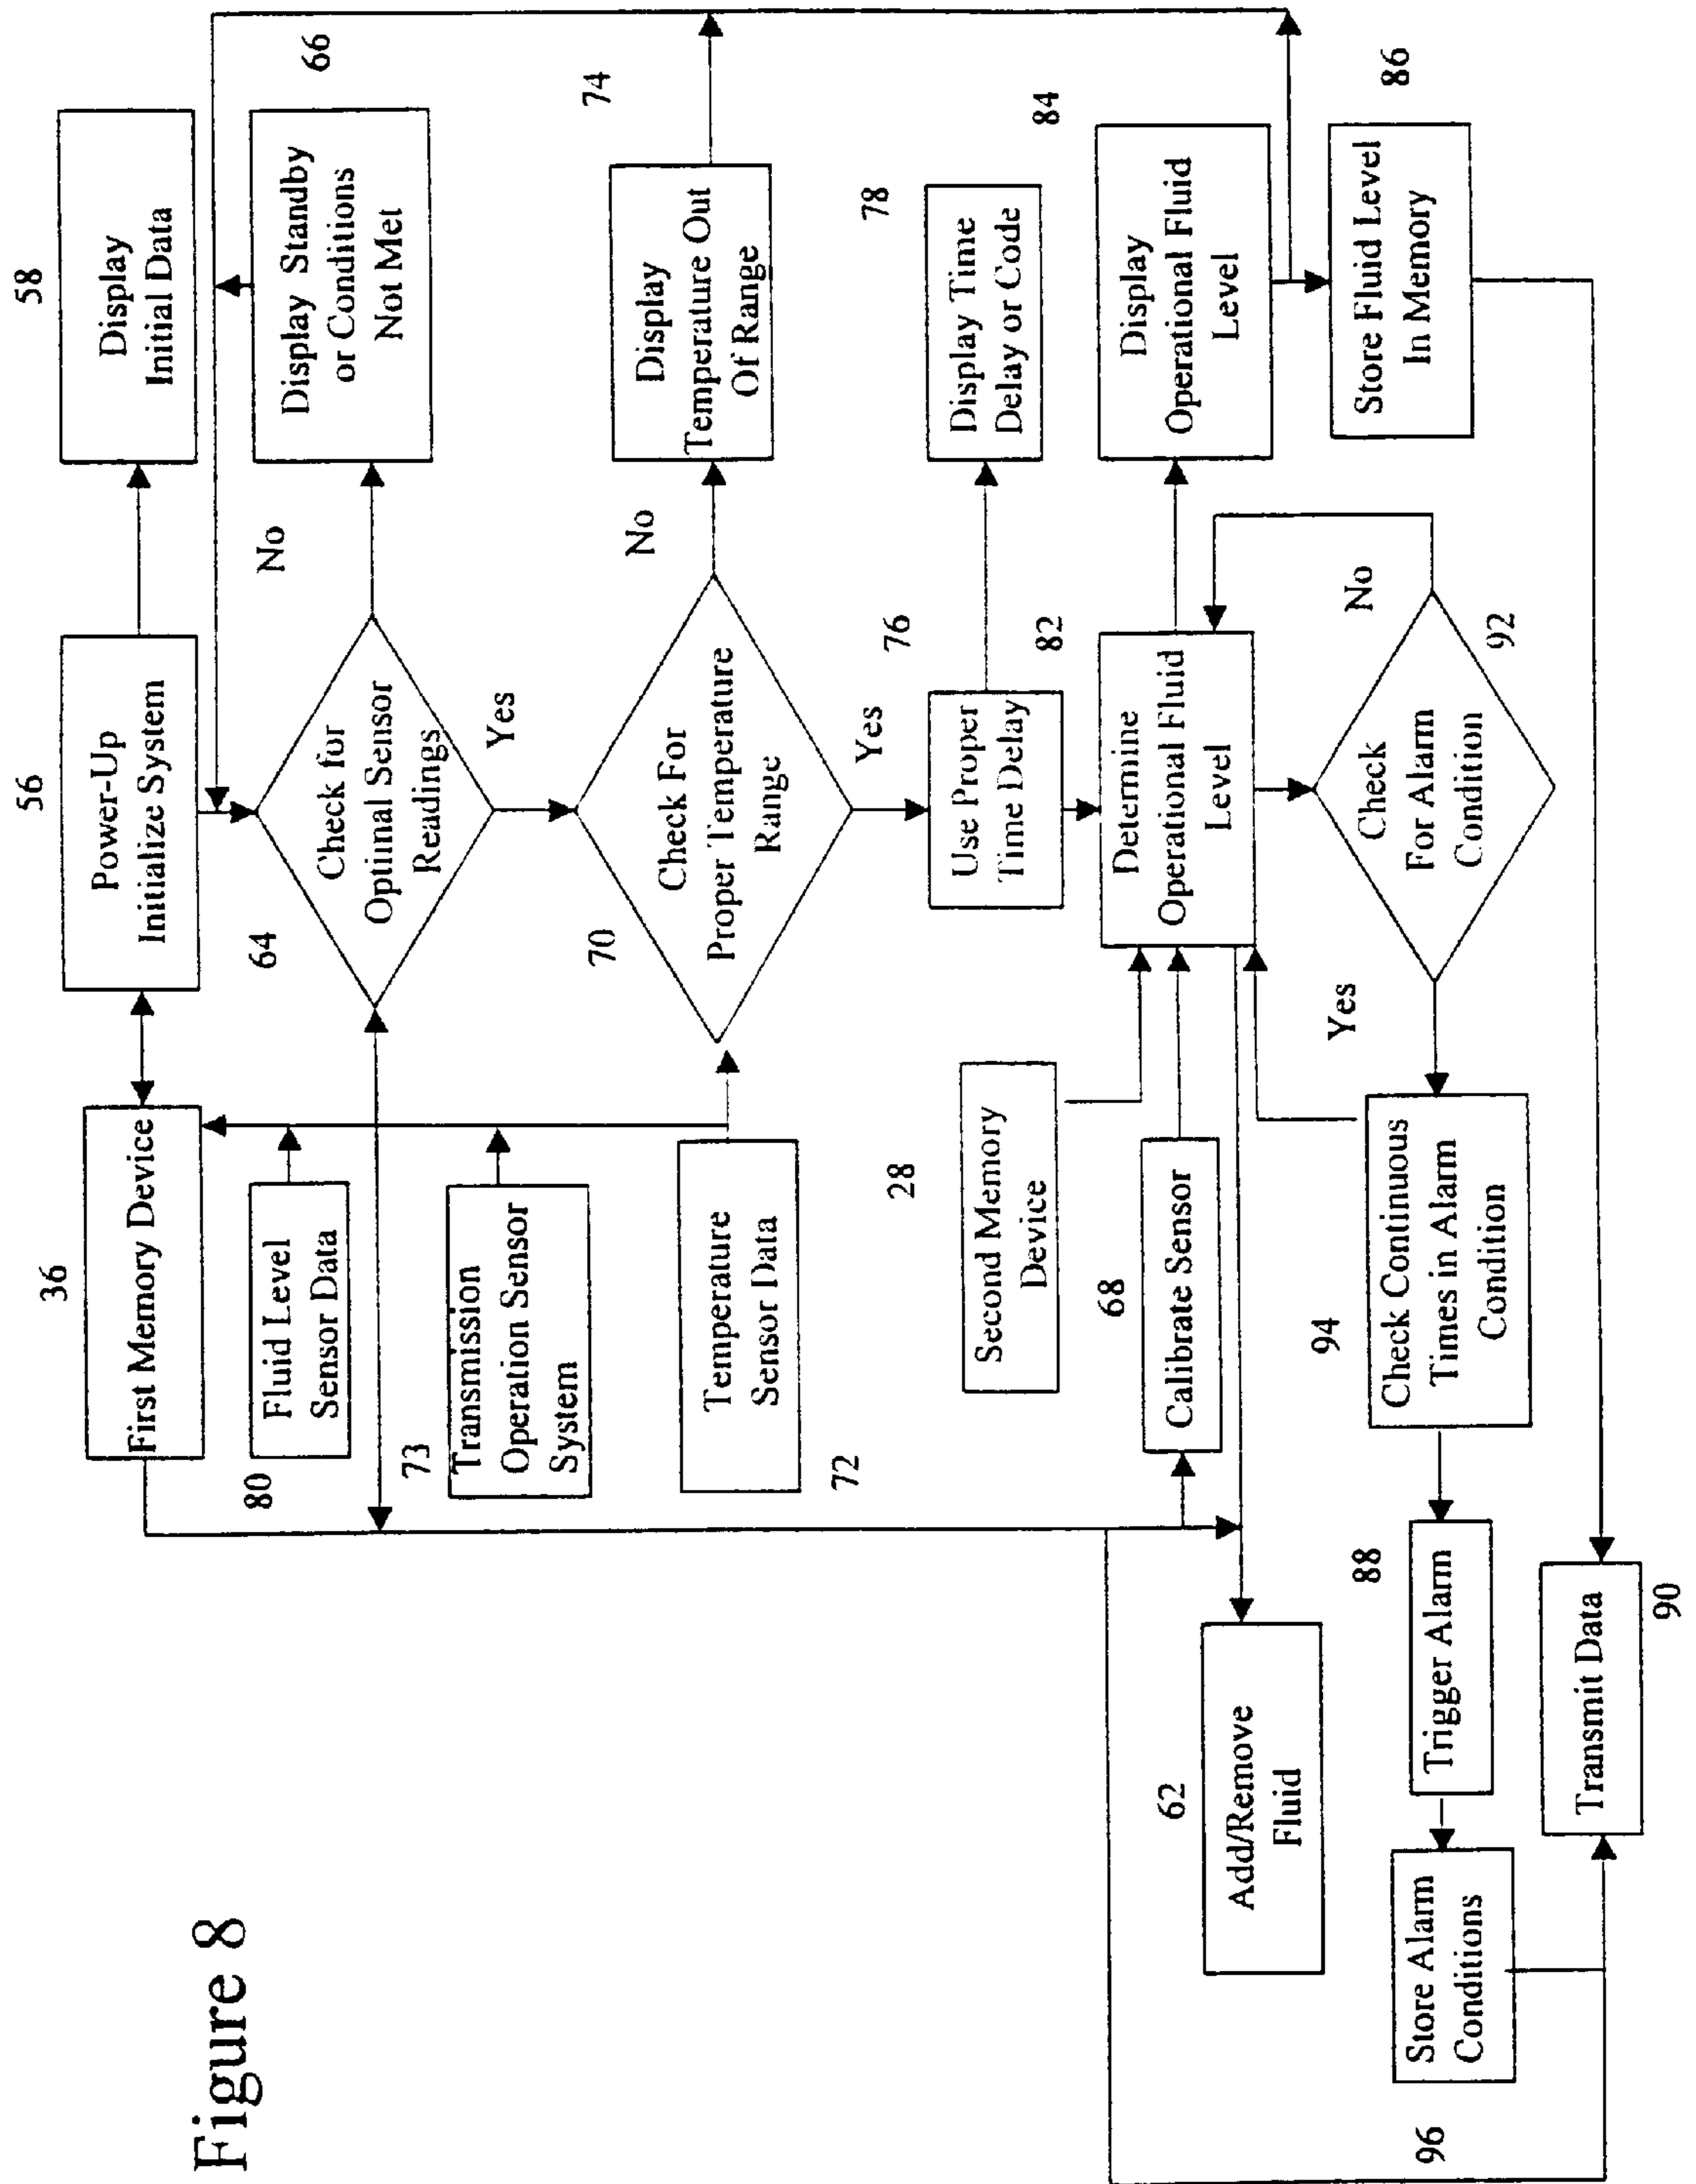 Figure 8
36
First Memory Device
56
Power-Up
Initialize System
58
Display
Initial Data
80
Fluid Level
Sensor Data
64
Check for
Optimal Sensor
Readings
No
Yes
66
Display Standby
or Conditions
Not Met
73
Transmission
Operation Sensor
System
72
Temperature
Sensor Data
70
Check For
Proper Temperature
Range
No
Yes
74
Display
Temperature Out
Of Range
28
Second Memory
Device
76
Use Proper
Time Delay
78
Display Time
Delay or Code
68
Calibrate Sensor
82
Determine
Operational Fluid
Level
84
Display
Operational Fluid
Level
62
Add/Remove
Fluid
86
Store Fluid Level
In Memory
92
Check
For Alarm
Condition
No
Yes
94
Check Continuous
Times in Alarm
Condition
88
Trigger Alarm
96
Store Alarm
Conditions
90
Transmit Data